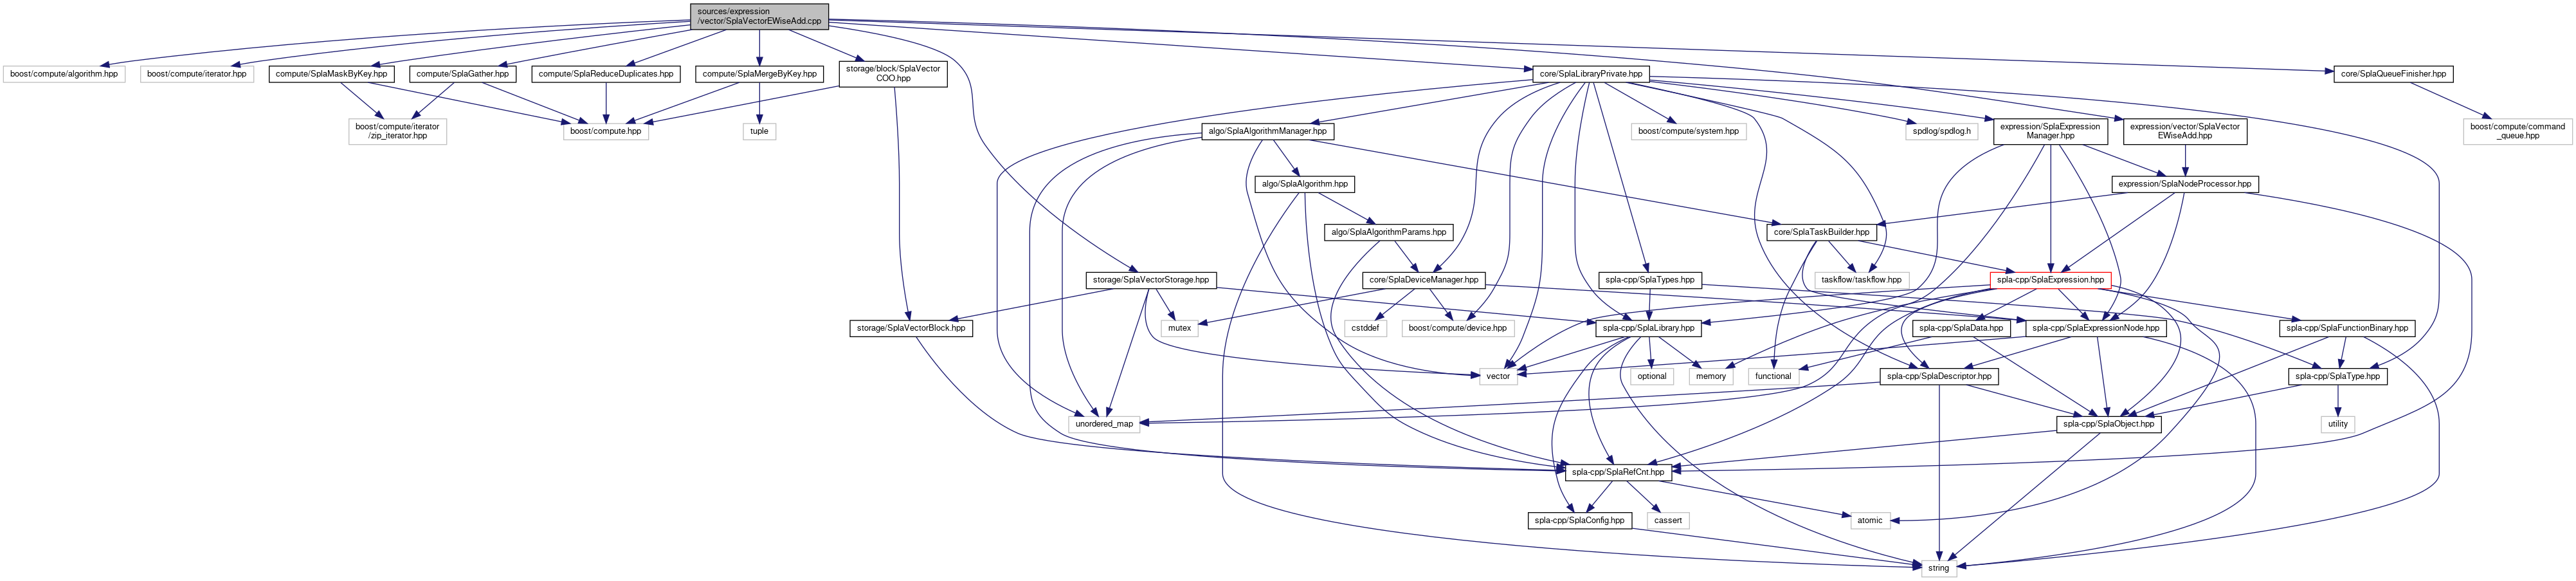 sources/expression
/vector/SplaVectorEWiseAdd.cpp
boost/compute/algorithm.hpp
boost/compute/iterator.hpp
compute/SplaMaskByKey.hpp
compute/SplaGather.hpp
compute/SplaReduceDuplicates.hpp
compute/SplaMergeByKey.hpp
storage/block/SplaVector
COO.hpp
core/SplaLibraryPrivate.hpp
core/SplaQueueFinisher.hpp
boost/compute/iterator
/zip_iterator.hpp
boost/compute.hpp
tuple
algo/SplaAlgorithmManager.hpp
boost/compute/system.hpp
spdlog/spdlog.h
expression/SplaExpression
Manager.hpp
expression/vector/SplaVector
EWiseAdd.hpp
boost/compute/command
_queue.hpp
algo/SplaAlgorithm.hpp
expression/SplaNodeProcessor.hpp
algo/SplaAlgorithmParams.hpp
core/SplaTaskBuilder.hpp
storage/SplaVectorStorage.hpp
core/SplaDeviceManager.hpp
spla-cpp/SplaTypes.hpp
taskflow/taskflow.hpp
spla-cpp/SplaExpression.hpp
storage/SplaVectorBlock.hpp
mutex
cstddef
boost/compute/device.hpp
spla-cpp/SplaLibrary.hpp
spla-cpp/SplaData.hpp
spla-cpp/SplaExpressionNode.hpp
spla-cpp/SplaFunctionBinary.hpp
vector
optional
memory
functional
spla-cpp/SplaDescriptor.hpp
spla-cpp/SplaType.hpp
unordered_map
spla-cpp/SplaObject.hpp
utility
spla-cpp/SplaRefCnt.hpp
spla-cpp/SplaConfig.hpp
cassert
atomic
string